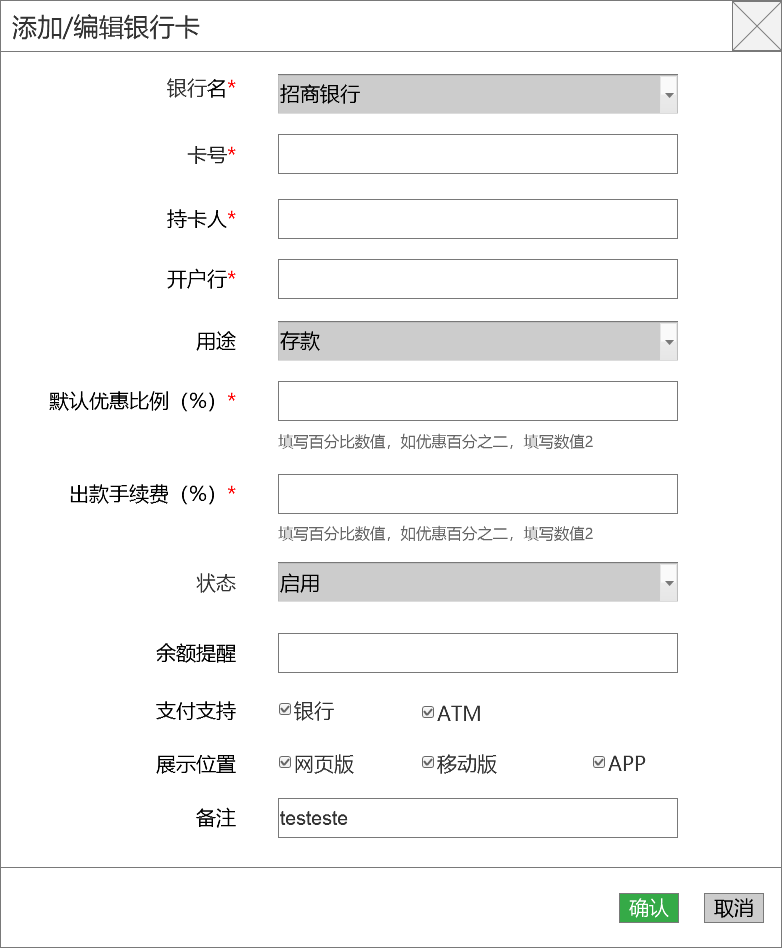 添加/编辑银行卡
银行名* 招商银行
卡号*
持卡人*
开户行*
用途 存款
默认优惠比例（%）*
填写百分比数值，如优惠百分之二，填写数值2
出款手续费（%）*
填写百分比数值，如优惠百分之二，填写数值2
状态 启用
余额提醒
支付支持 银行 ATM
展示位置 网页版 移动版 APP
备注 testeste
确认 取消